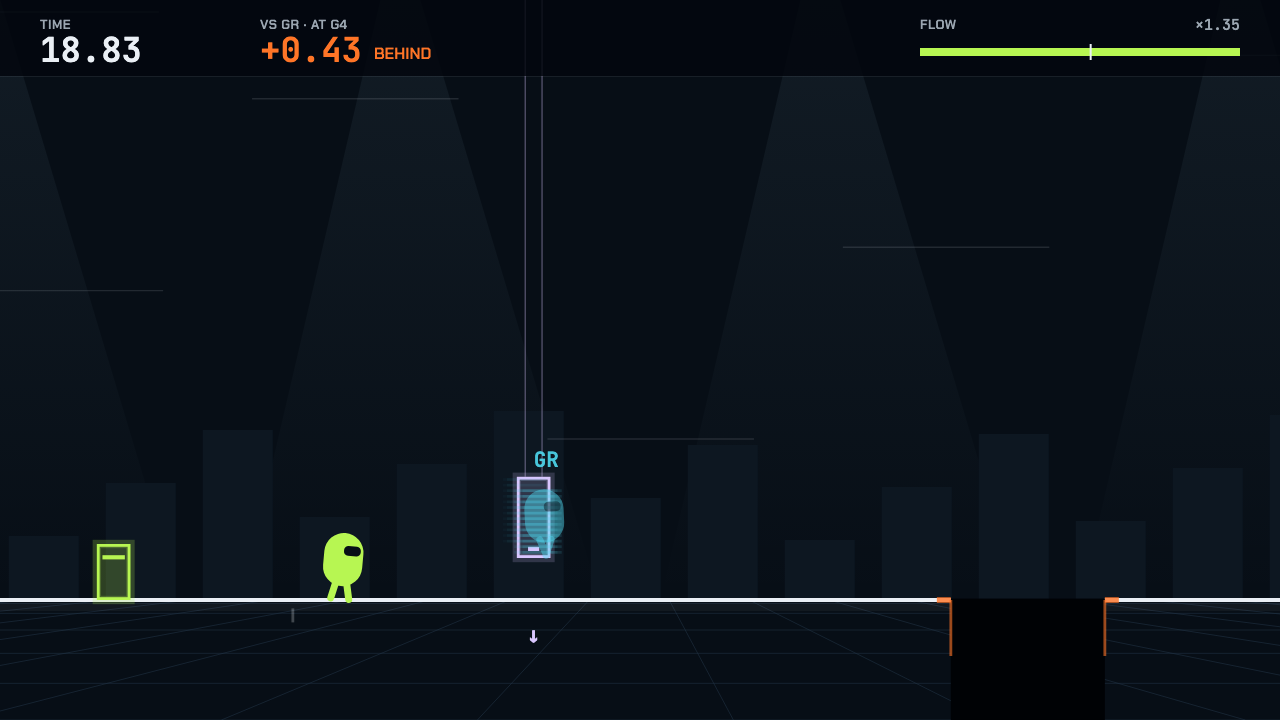 TIME
18.83
VS GR · AT G4
+0.43 BEHIND
FLOW
×1.35
GR
↓